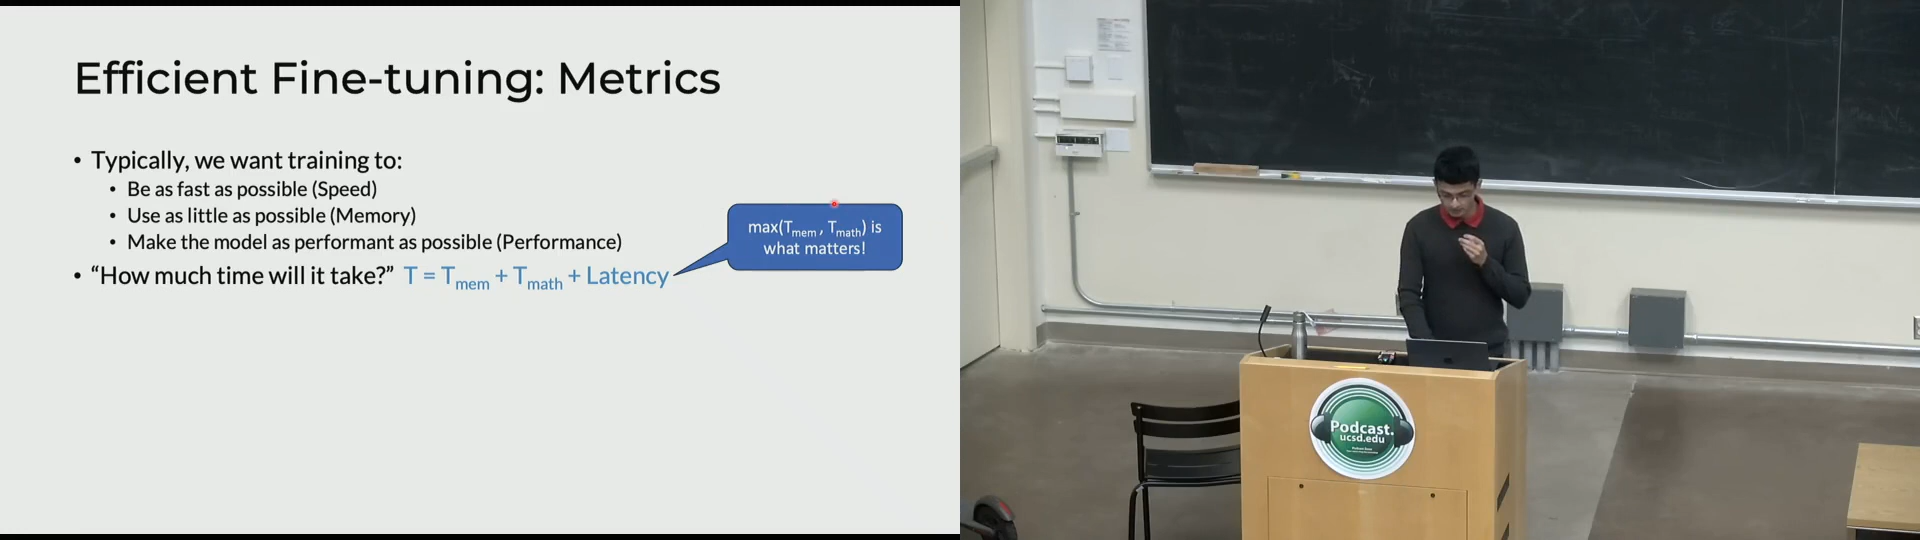 Efficient Fine-tuning: Metrics
• Typically, we want training to:
• Be as fast as possible (Speed)
• Use as little as possible (Memory)
• Make the model as performant as possible (Performance)
• “How much time will it take?” T = Tmem + Tmath + Latency
max(Tmem , Tmath) is
what matters!
Podcast.
ucsd.edu